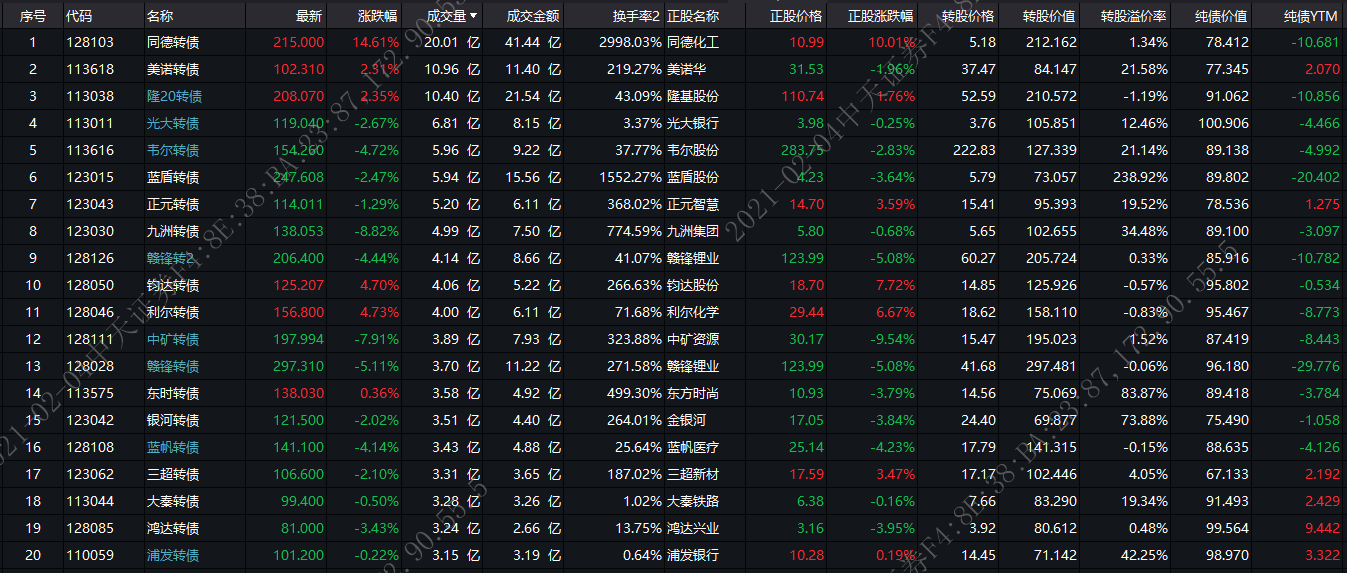 序号 代码 名称 最新 涨跌幅 成交量 成交金额 换手率2 正股名称 正股价格 正股涨跌幅 转股价格 转股价值 转股溢价率 纯债价值 纯债YTM
1 128103 同德转债 215.000 14.61% 20.01 亿 41.44 亿 2998.03% 同德化工 10.99 10.01% 5.18 212.162 1.34% 78.412 -10.681
2 113618 美诺转债 102.310 2.31% 10.96 亿 11.40 亿 219.27% 美诺华 31.53 -1.96% 37.47 84.147 21.58% 77.345 2.070
3 113038 隆20转债 208.070 2.35% 10.40 亿 21.54 亿 43.09% 隆基股份 110.74 1.76% 52.59 210.572 -1.19% 91.062 -10.856
4 113011 光大转债 119.040 -2.67% 6.81 亿 8.15 亿 3.37% 光大银行 3.98 -0.25% 3.76 105.851 12.46% 100.906 -4.466
5 113616 韦尔转债 154.260 -4.72% 5.96 亿 9.22 亿 37.77% 韦尔股份 283.75 -2.83% 222.83 127.339 21.14% 89.138 -4.992
6 123015 蓝盾转债 247.608 -2.47% 5.94 亿 15.56 亿 1552.27% 蓝盾股份 4.23 -3.64% 5.79 73.057 238.92% 89.802 -20.402
7 123043 正元转债 114.011 -1.29% 5.20 亿 6.11 亿 368.02% 正元智慧 14.70 3.59% 15.41 95.393 19.52% 78.536 1.275
8 123030 九洲转债 138.053 -8.82% 4.99 亿 7.50 亿 774.59% 九洲集团 5.80 -0.68% 5.65 102.655 34.48% 89.100 -3.097
9 128126 赣锋转2 206.400 -4.44% 4.14 亿 8.66 亿 41.07% 赣锋锂业 123.99 -5.08% 60.27 205.724 0.33% 85.916 -10.782
10 128050 钧达转债 125.207 4.70% 4.06 亿 5.22 亿 266.63% 钧达股份 18.70 7.72% 14.85 125.926 -0.57% 95.802 -0.534
11 128046 利尔转债 156.800 4.73% 4.00 亿 6.11 亿 71.68% 利尔化学 29.44 6.67% 18.62 158.110 -0.83% 95.467 -8.773
12 128111 中矿转债 197.994 -7.91% 3.89 亿 7.93 亿 323.88% 中矿资源 30.17 -9.54% 15.47 195.023 1.52% 87.419 -8.443
13 128028 赣锋转债 297.310 -5.11% 3.70 亿 11.22 亿 271.58% 赣锋锂业 123.99 -5.08% 41.68 297.481 -0.06% 96.180 -29.776
14 113575 东时转债 138.030 0.36% 3.58 亿 4.92 亿 499.30% 东方时尚 10.93 -3.79% 14.56 75.069 83.87% 89.418 -3.784
15 123042 银河转债 121.500 -2.02% 3.51 亿 4.40 亿 264.01% 金银河 17.05 -3.84% 24.40 69.877 73.88% 75.490 -1.058
16 128108 蓝帆转债 141.100 -4.14% 3.43 亿 4.88 亿 25.64% 蓝帆医疗 25.14 -4.23% 17.79 141.315 -0.15% 88.635 -4.126
17 123062 三超转债 106.600 -2.10% 3.31 亿 3.65 亿 187.02% 三超新材 17.59 3.47% 17.17 102.446 4.05% 67.133 2.192
18 113044 大秦转债 99.400 -0.50% 3.28 亿 3.26 亿 1.02% 大秦铁路 6.38 -0.16% 7.66 83.290 19.34% 91.493 2.429
19 128085 鸿达转债 81.000 -3.43% 3.24 亿 2.66 亿 13.75% 鸿达兴业 3.16 -3.95% 3.92 80.612 0.48% 99.564 9.442
20 110059 浦发转债 101.200 -0.22% 3.15 亿 3.19 亿 0.64% 浦发银行 10.28 0.19% 14.45 71.142 42.25% 98.970 3.322